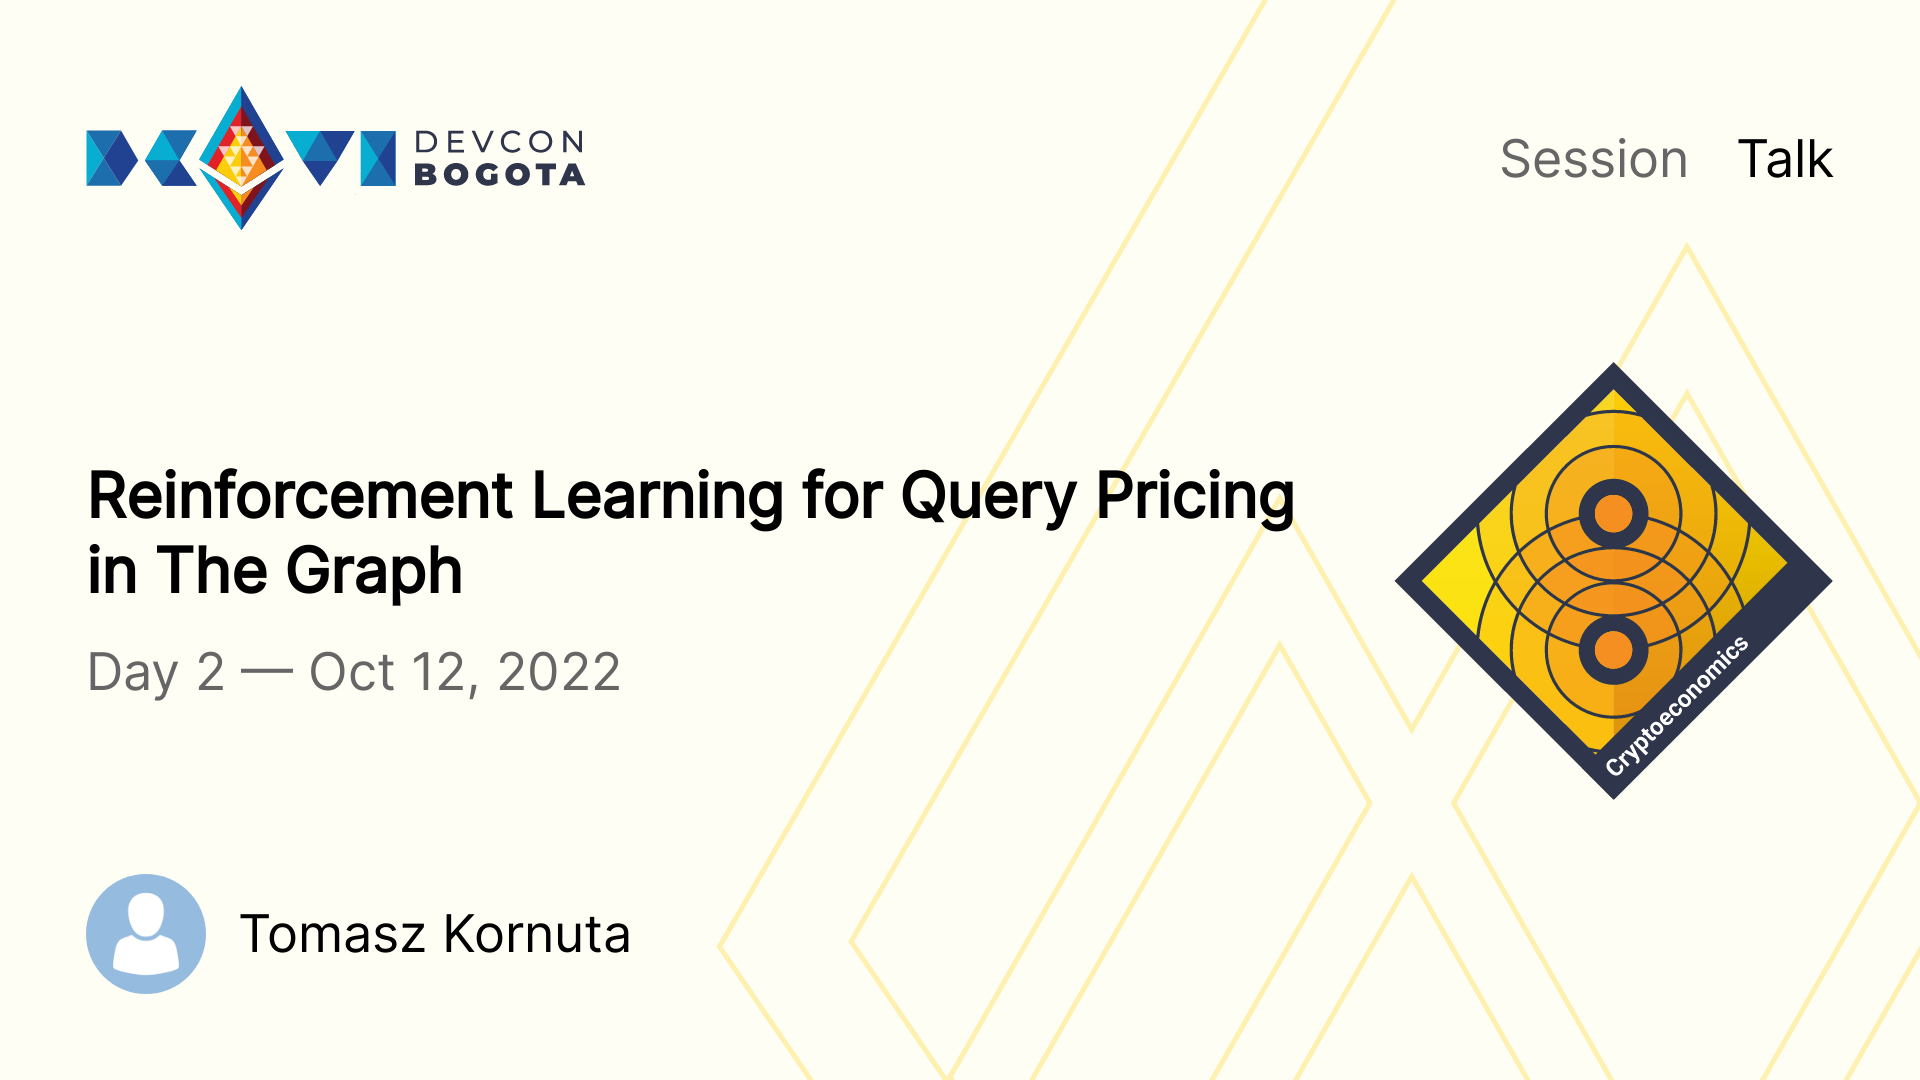 DEVCON
BOGOTA
Session Talk
Reinforcement Learning for Query Pricing
in The Graph
Day 2 — Oct 12, 2022
Cryptoeconomics
Tomasz Kornuta